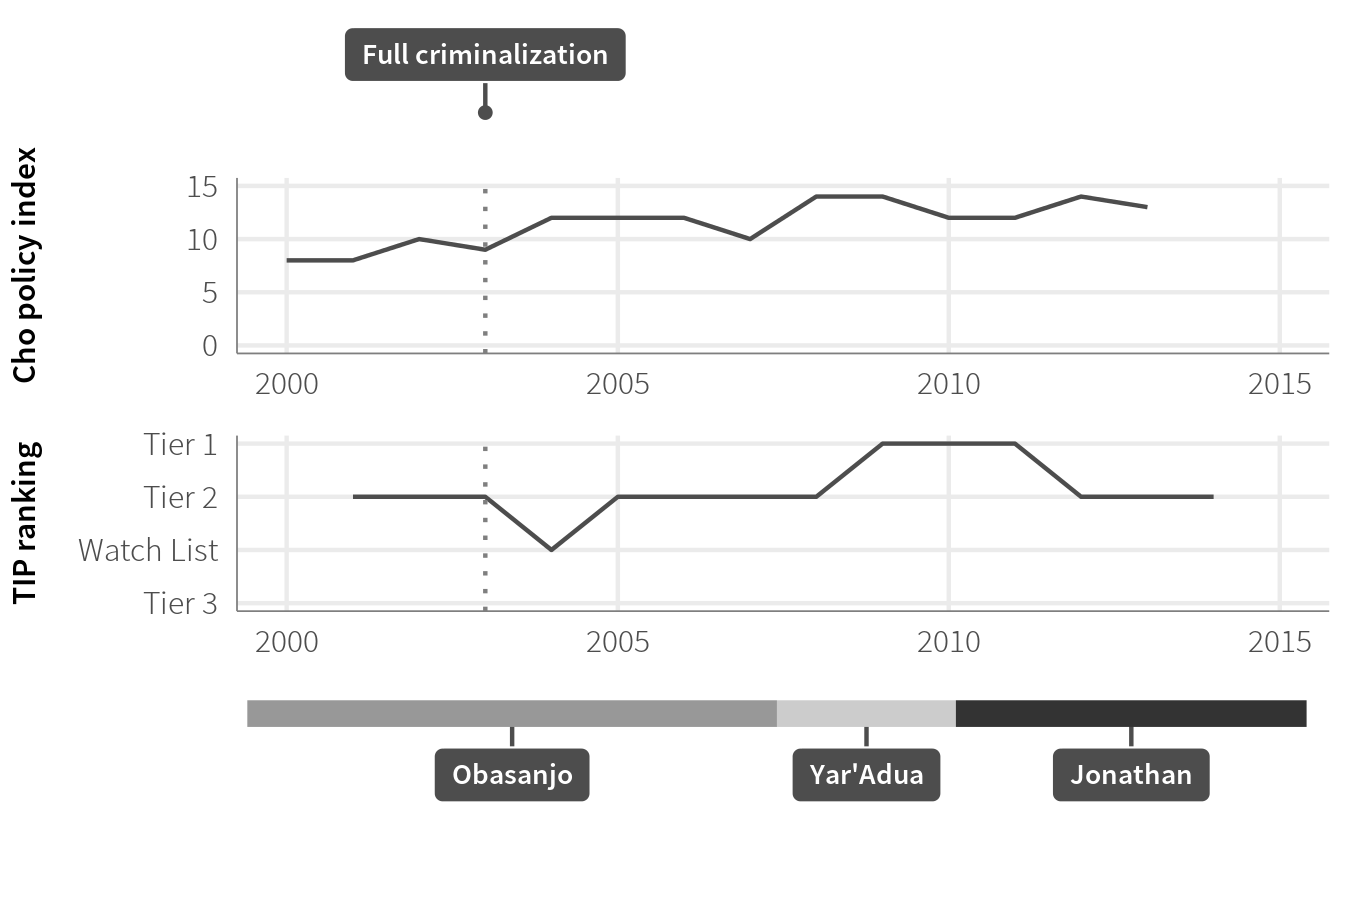 Full criminalization
Cho policy index
15
10
5
0
2000 2005 2010 2015
TIP ranking
Tier 1
Tier 2
Watch List
Tier 3
2000 2005 2010 2015
Obasanjo Yar'Adua Jonathan